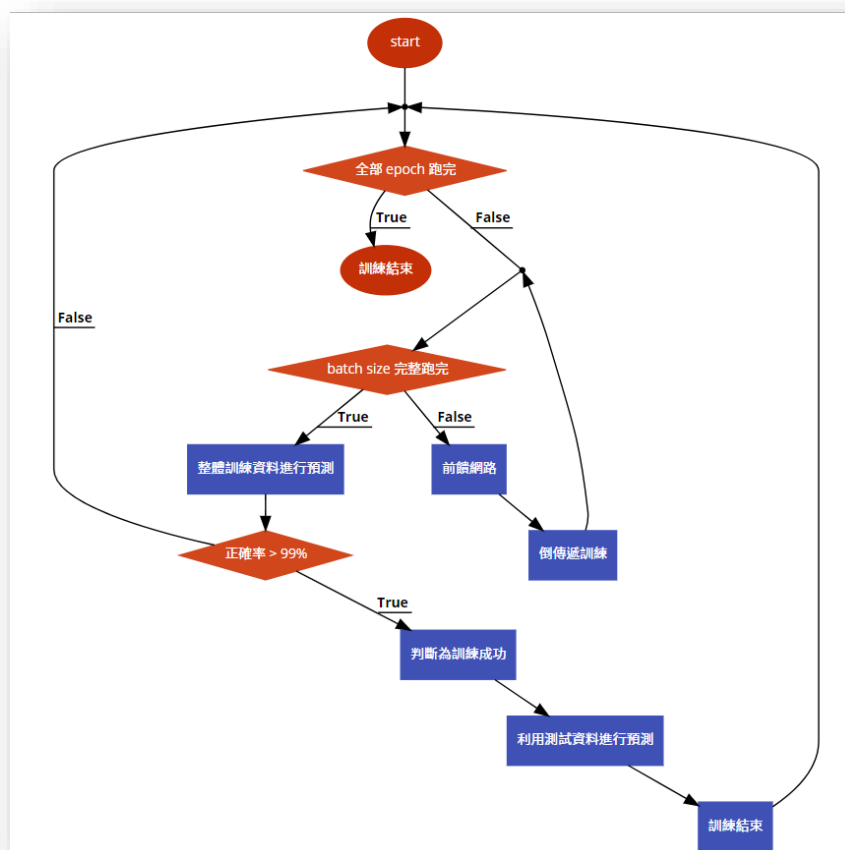 start
全部 epoch 跑完
True
False
訓練結束
False
batch size 完整跑完
True
False
整體訓練資料進行預測
前饋網路
倒傳遞訓練
正確率 > 99%
True
判斷為訓練成功
利用測試資料進行預測
訓練結束